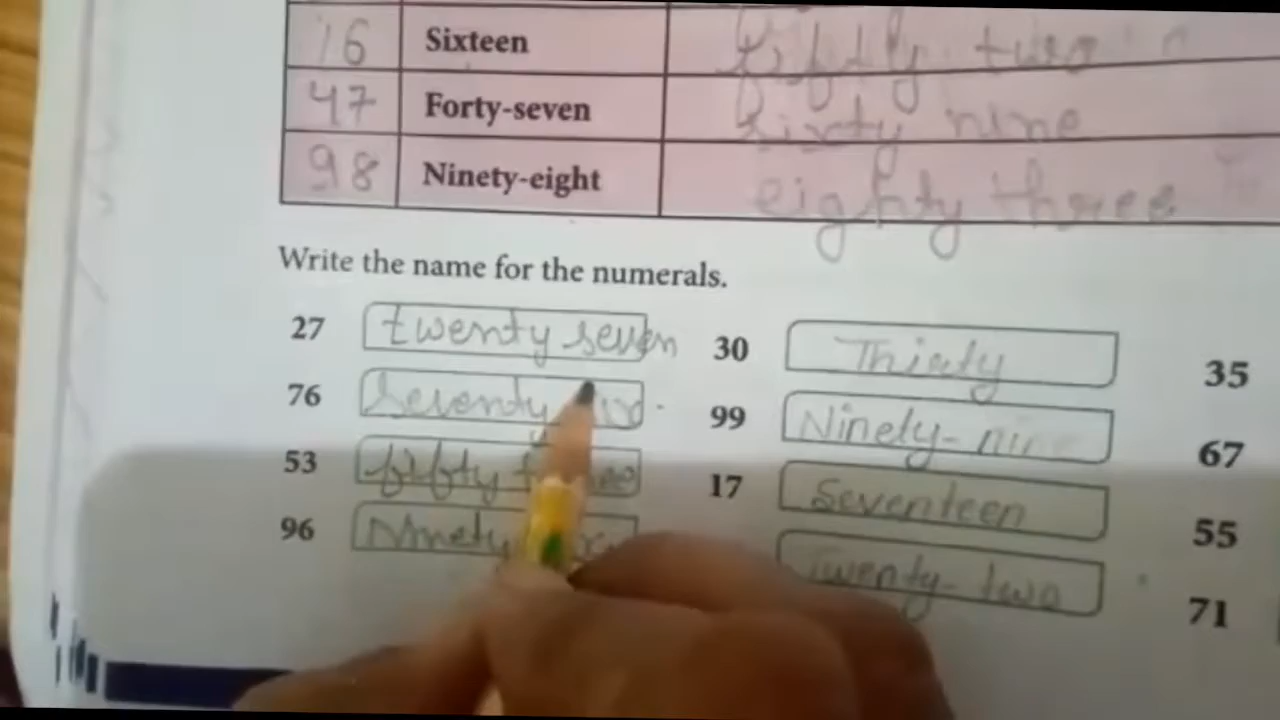 16 Sixteen fifty two
47 Forty-seven sixty nine
98 Ninety-eight eighty three
Write the name for the numerals.
27 twenty seven 30 Thirty 35
76 seventy 99 Ninety-nine 67
53 fifty 17 Seventeen 55
96 Ninety Twenty-two 71